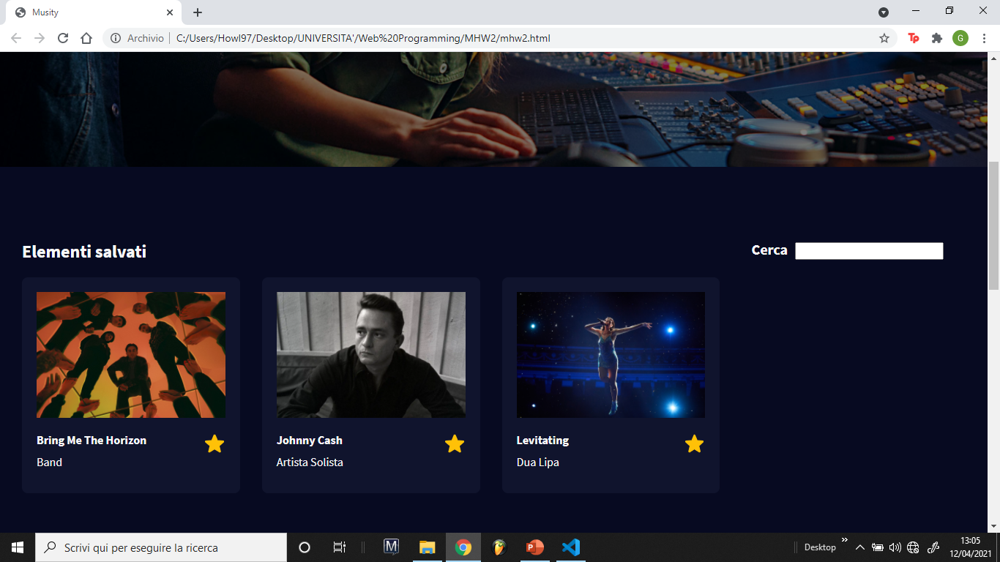 Musity
Archivio
C:/Users/Howl97/Desktop/UNIVERSITA'/Web%20Programming/MHW2/mhw2.html
Tp
G
Elementi salvati
Cerca
Bring Me The Horizon
Band
Johnny Cash
Artista Solista
Levitating
Dua Lipa
Scrivi qui per eseguire la ricerca
M
P
Desktop
13:05
12/04/2021